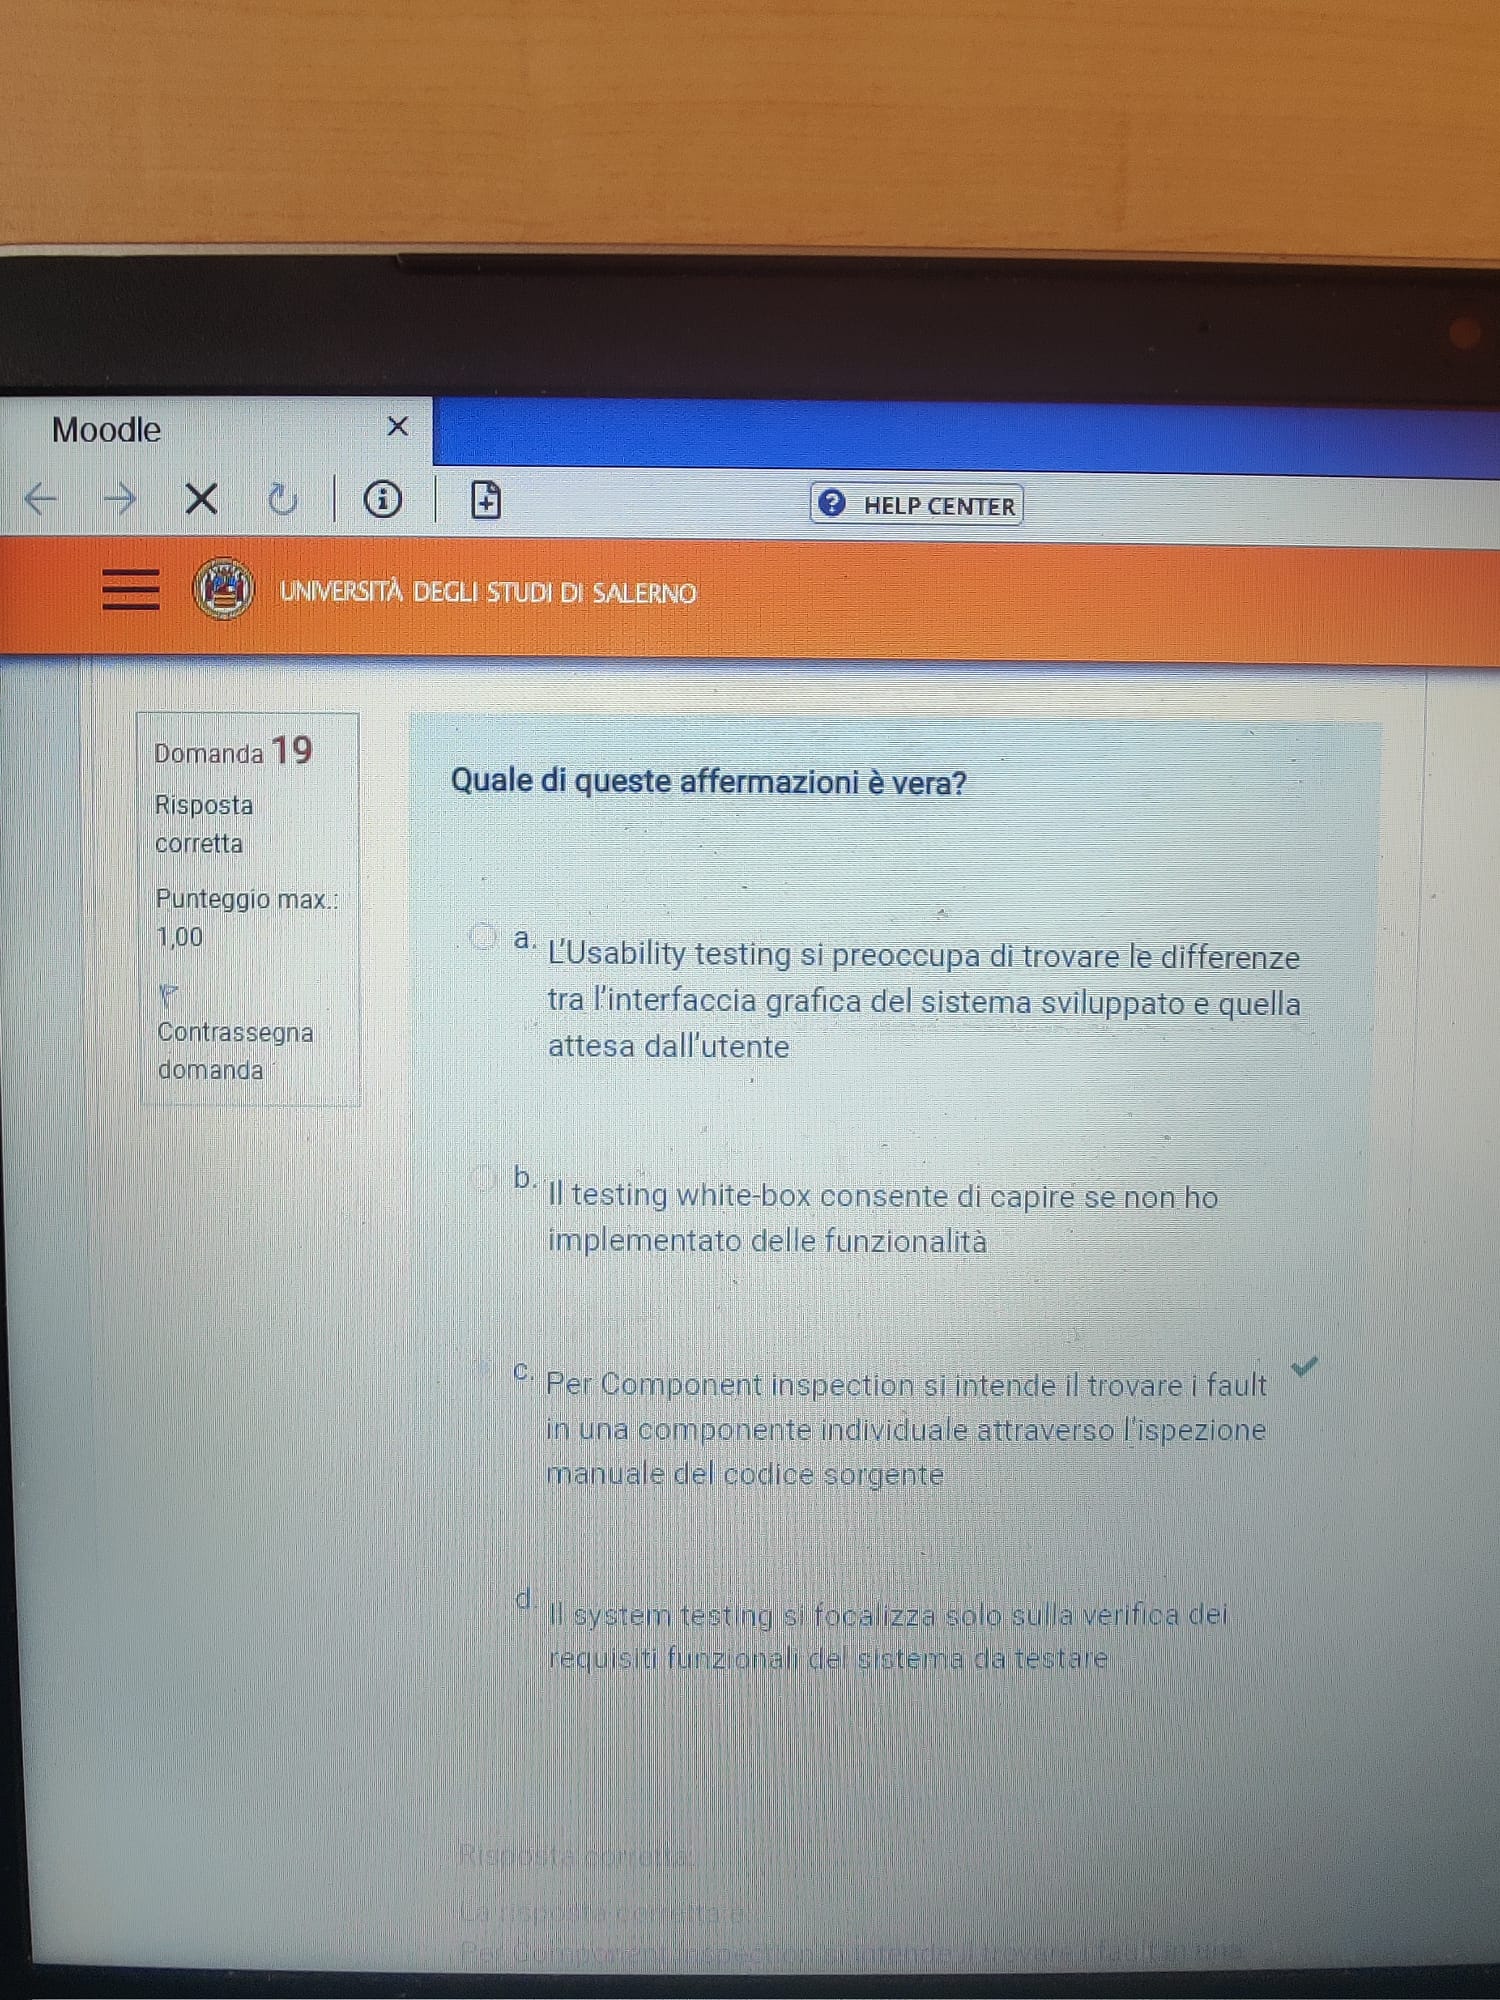 Moodle
HELP CENTER
UNIVERSITÀ DEGLI STUDI DI SALERNO
Domanda 19
Risposta
corretta
Punteggio max.:
1,00
Contrassegna
domanda
Quale di queste affermazioni è vera?
a. L'Usability testing si preoccupa di trovare le differenze
tra l'interfaccia grafica del sistema sviluppato e quella
attesa dall'utente
b. Il testing white-box consente di capire se non ho
implementato delle funzionalità
c. Per Component inspection si intende il trovare i fault
in una componente individuale attraverso l'ispezione
manuale del codice sorgente
d. Il system testing si focalizza solo sulla verifica dei
requisiti funzionali del sistema da testare
Risposta corretta.
La risposta corretta è:
Per Component inspection si intende il trovare i fault in una